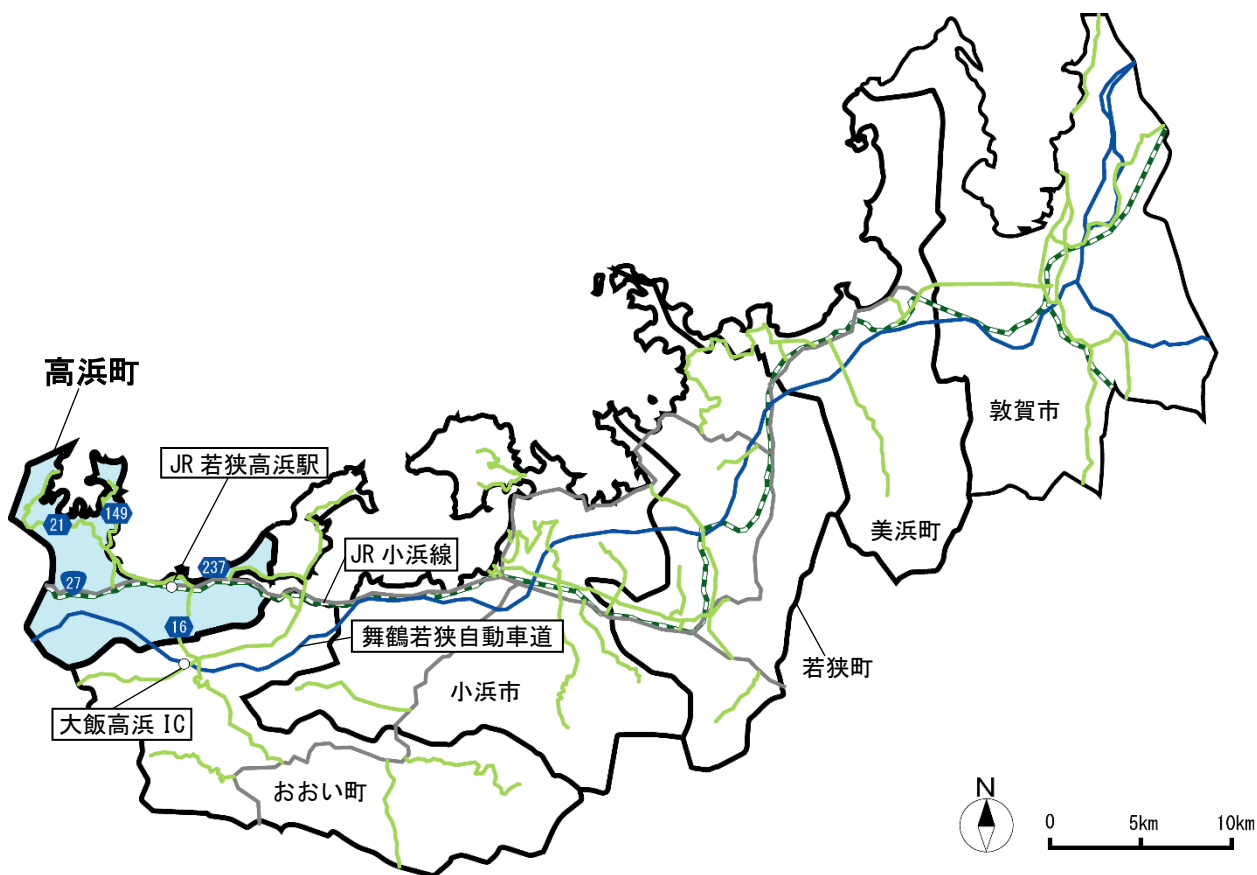 高浜町
JR 若狭高浜駅
21
149
237
27
JR 小浜線
16
舞鶴若狭自動車道
大飯高浜 IC
小浜市
おおい町
若狭町
美浜町
敦賀市
N
0 5km 10km